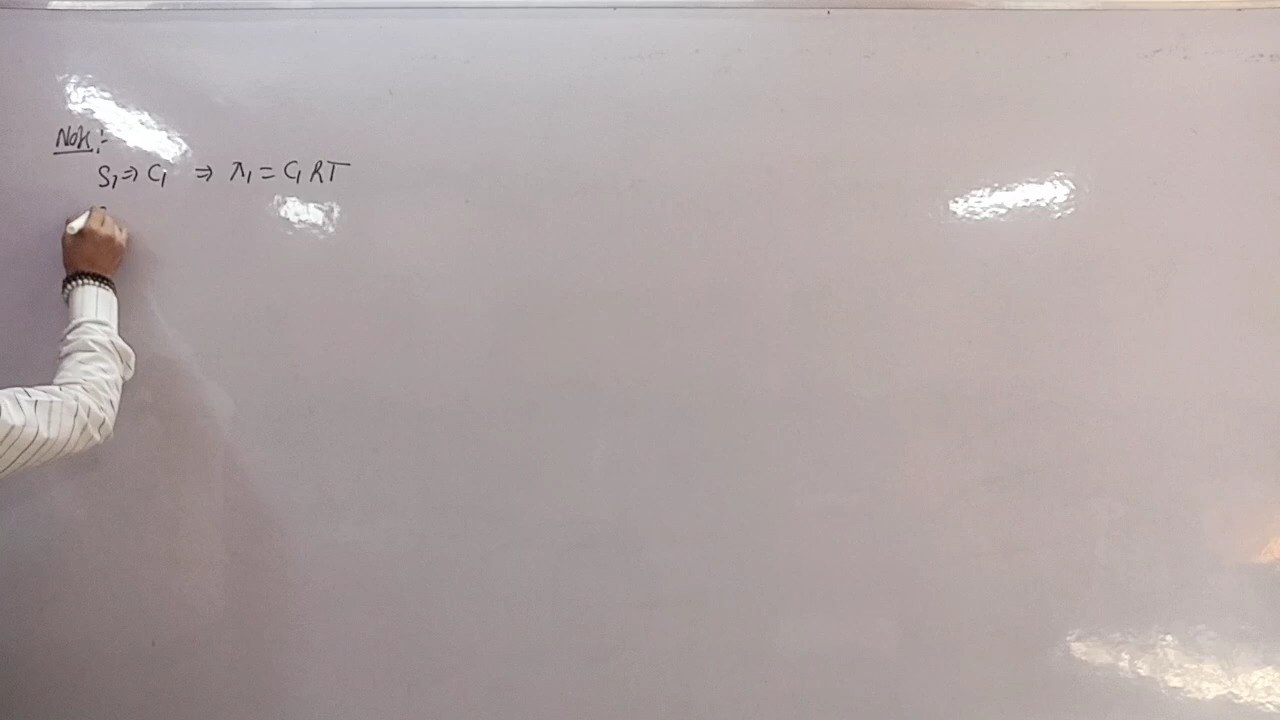 Note:-
S₁ ⇒ C₁ ⇒ π₁ = C₁RT